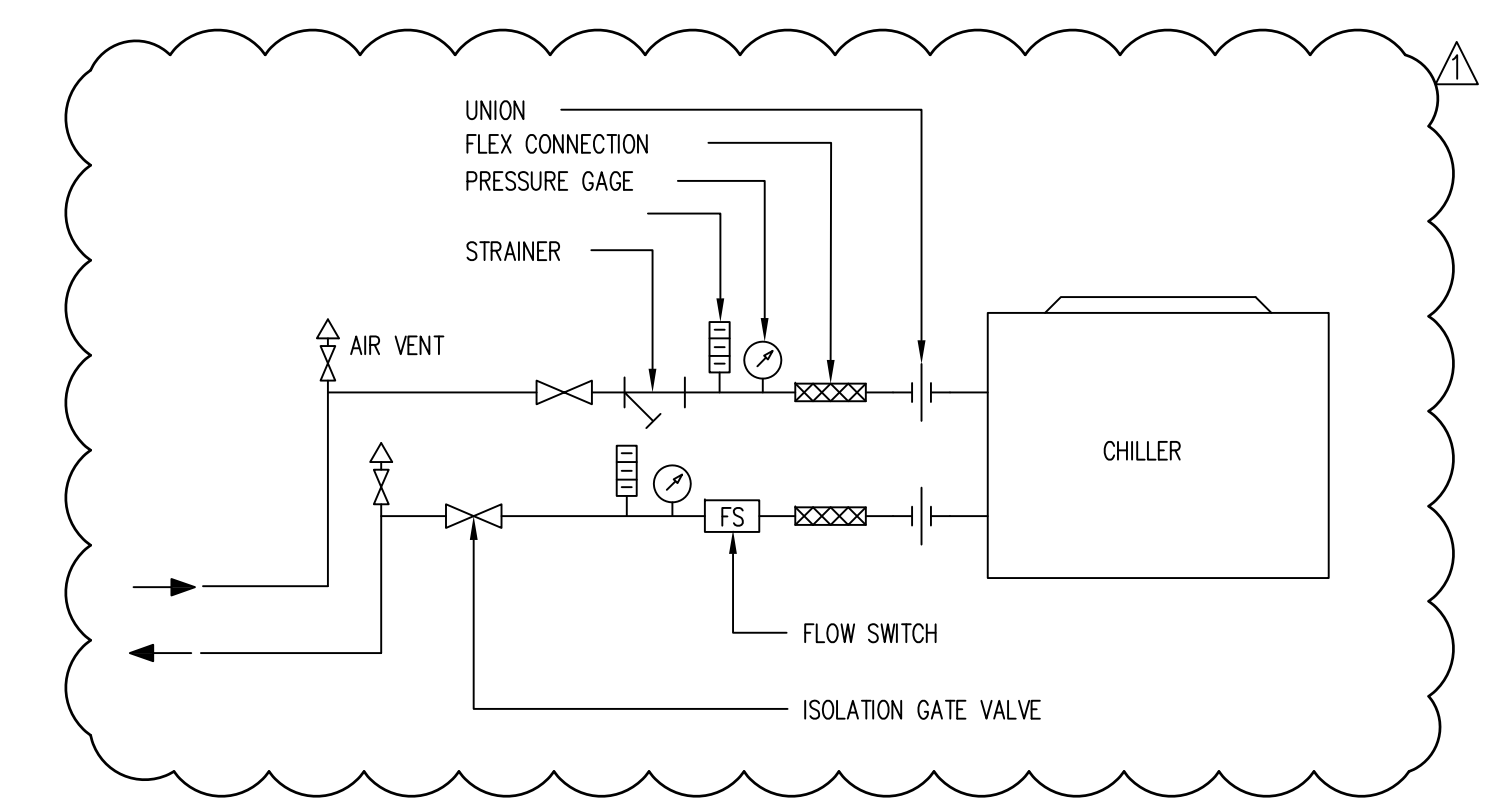 1
UNION
FLEX CONNECTION
PRESSURE GAGE
STRAINER
AIR VENT
CHILLER
FS
FLOW SWITCH
ISOLATION GATE VALVE